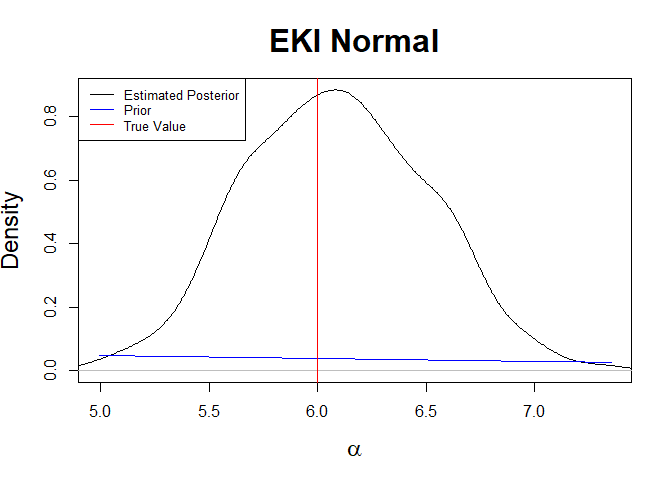 EKI Normal
Estimated Posterior
Prior
True Value
Density
0.0
0.2
0.4
0.6
0.8
5.0 5.5 6.0 6.5 7.0
α